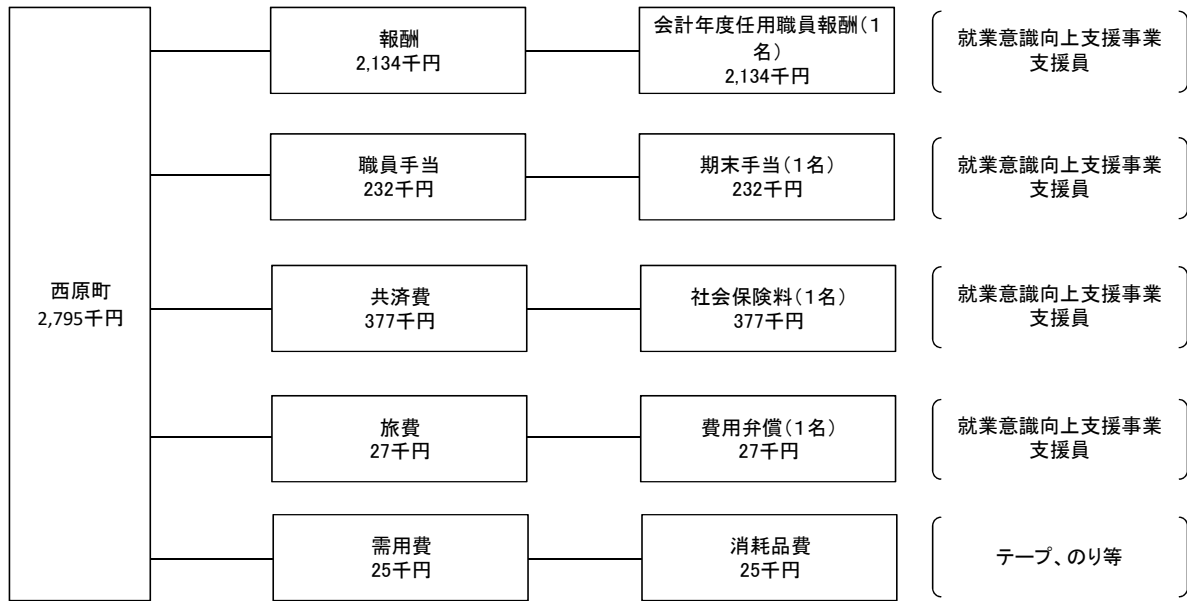 西原町
2,795千円
報酬
2,134千円
会計年度任用職員報酬(1
名)
2,134千円
就業意識向上支援事業
支援員
職員手当
232千円
期末手当(1名)
232千円
就業意識向上支援事業
支援員
共済費
377千円
社会保険料(1名)
377千円
就業意識向上支援事業
支援員
旅費
27千円
費用弁償(1名)
27千円
就業意識向上支援事業
支援員
需用費
25千円
消耗品費
25千円
テープ、のり等